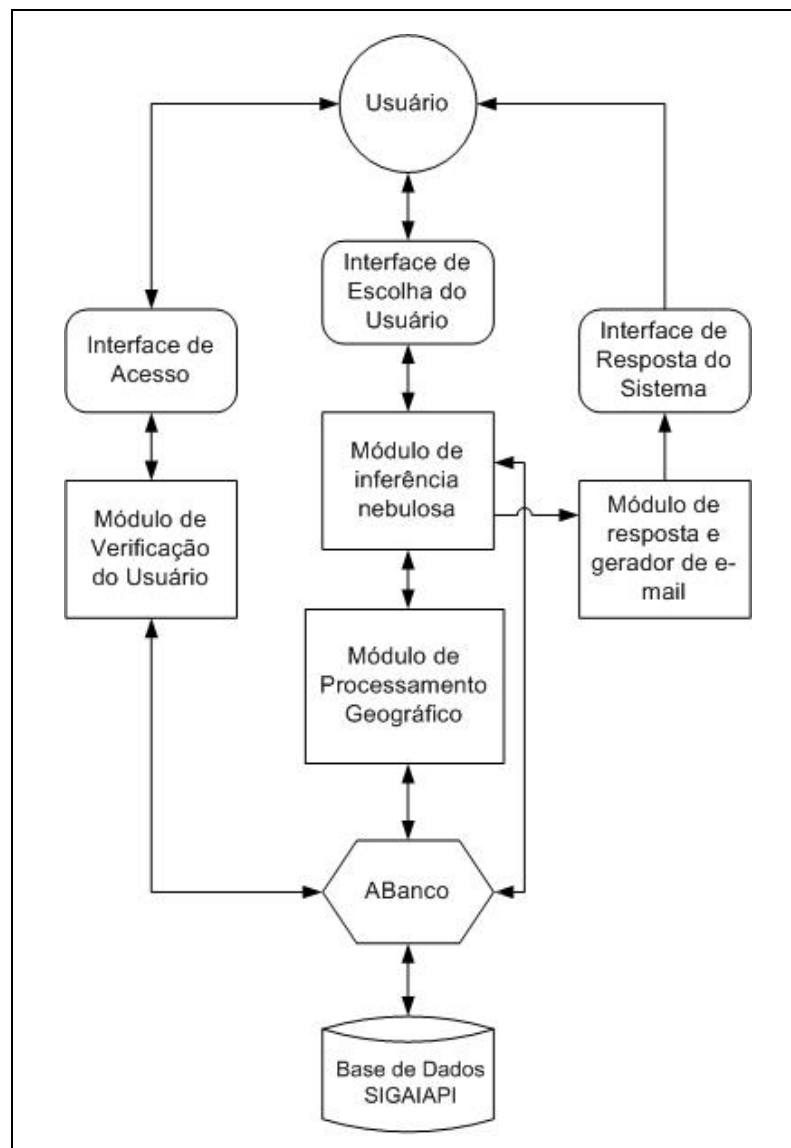 Usuário
Interface de
Escolha do
Usuário
Interface de
Acesso
Interface de
Resposta do
Sistema
Módulo de
inferência
nebulosa
Módulo de
Verificação
do Usuário
Módulo de
resposta e
gerador de e-
mail
Módulo de
Processamento
Geográfico
ABanco
Base de Dados
SIGAIAPI